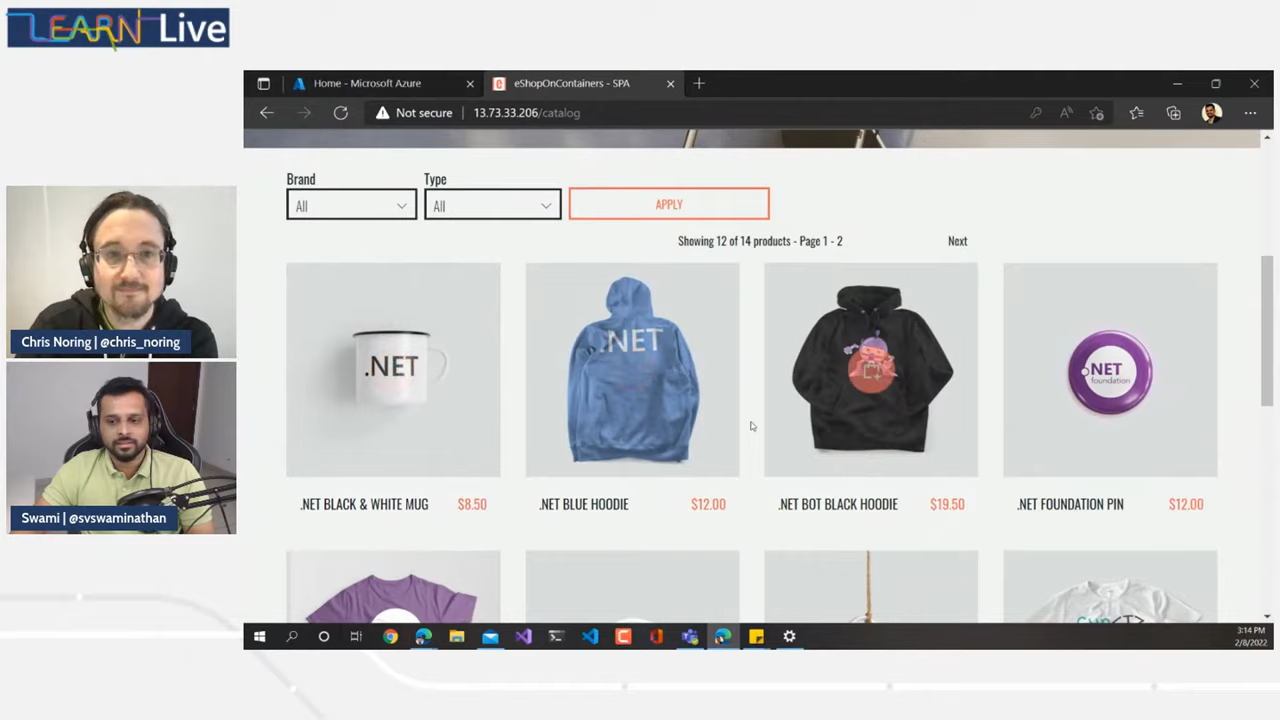 LEARN Live
Home - Microsoft Azure
eShopOnContainers - SPA
Not secure
13.73.33.206/catalog
Brand
Type
All
All
APPLY
Showing 12 of 14 products - Page 1 - 2
Next
.NET
.NET
.NET
foundation
.NET BLACK & WHITE MUG
$8.50
.NET BLUE HOODIE
$12.00
.NET BOT BLACK HOODIE
$19.50
.NET FOUNDATION PIN
$12.00
Chris Noring | @chris_noring
Swami | @svswaminathan
3:14 PM
2/8/2022